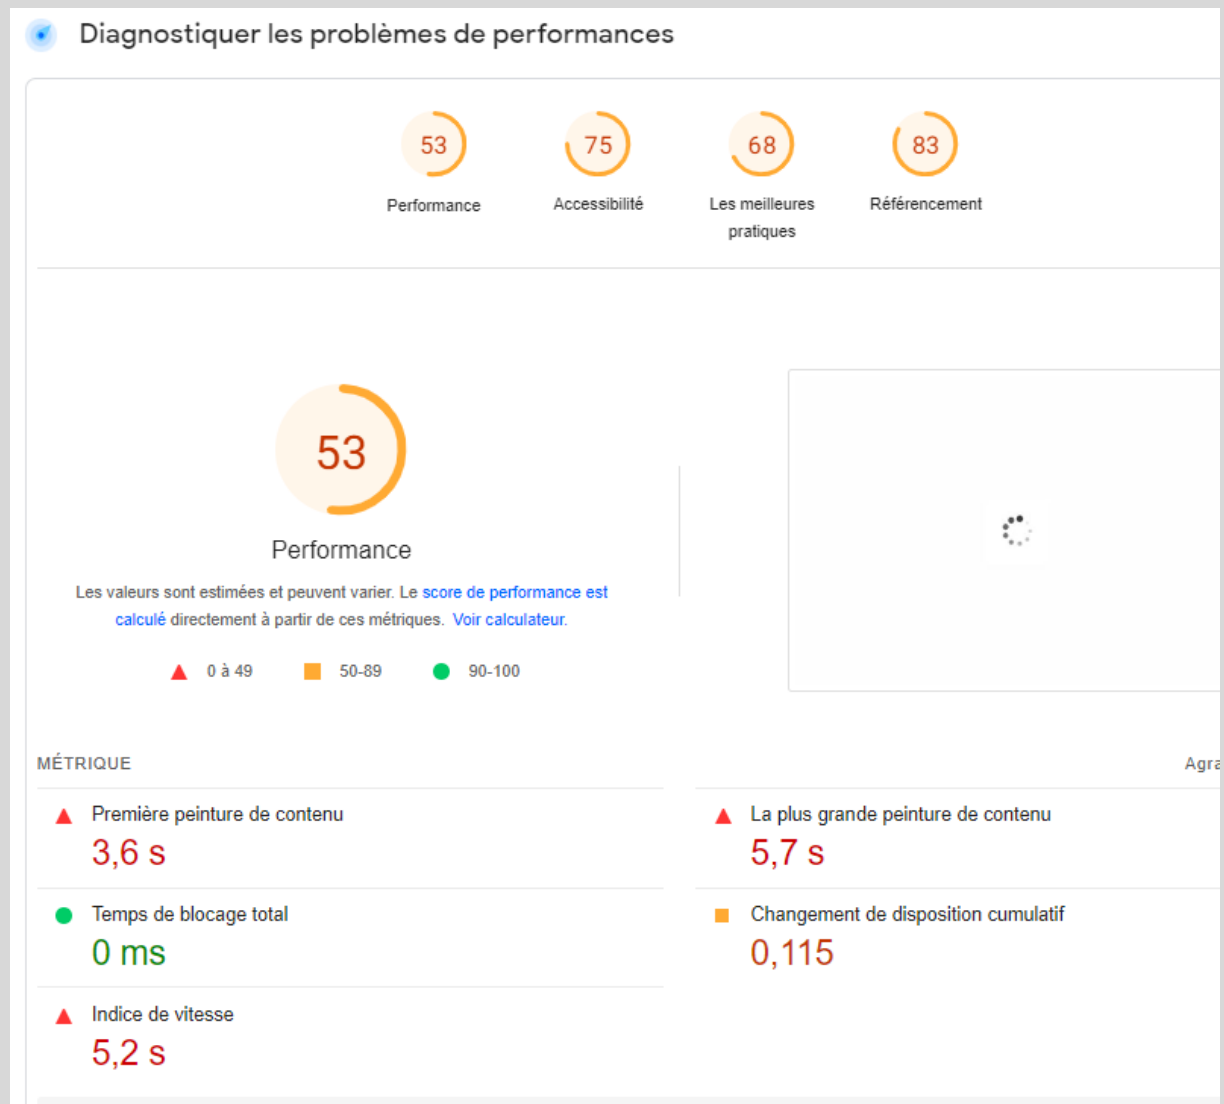 Diagnostiquer les problèmes de performances
53
75
68
83
Performance
Accessibilité
Les meilleures
pratiques
Référencement
53
Performance
Les valeurs sont estimées et peuvent varier. Le score de performance est
calculé directement à partir de ces métriques. Voir calculateur.
0 à 49
50-89
90-100
MÉTRIQUE
Agra
Première peinture de contenu
3,6 s
La plus grande peinture de contenu
5,7 s
Temps de blocage total
0 ms
Changement de disposition cumulatif
0,115
Indice de vitesse
5,2 s